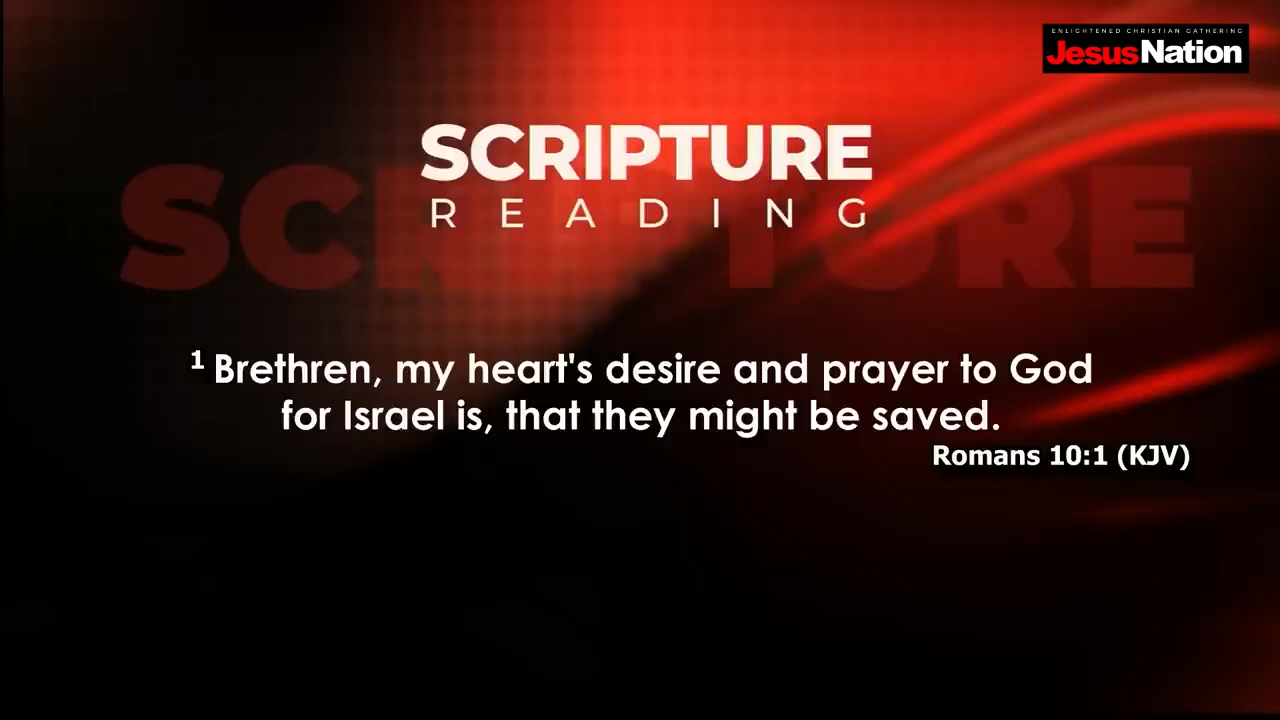 ENLIGHTENED CHRISTIAN GATHERING
JesusNation
SCRIPTURE
SCRIPTURE
READING
1 Brethren, my heart's desire and prayer to God
for Israel is, that they might be saved.
Romans 10:1 (KJV)